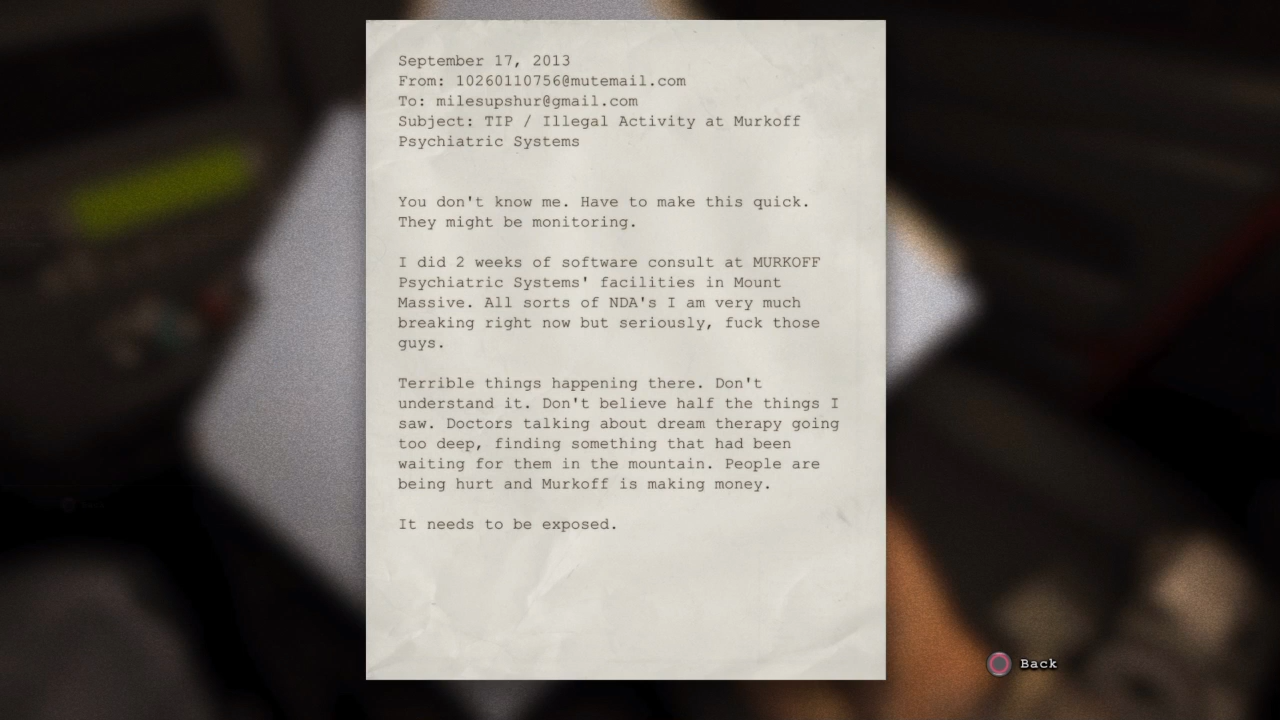 September 17, 2013
From: 10260110756@mutemail.com
To: milesupshur@gmail.com
Subject: TIP / Illegal Activity at Murkoff
Psychiatric Systems
You don't know me. Have to make this quick.
They might be monitoring.
I did 2 weeks of software consult at MURKOFF
Psychiatric Systems' facilities in Mount
Massive. All sorts of NDA's I am very much
breaking right now but seriously, fuck those
guys.
Terrible things happening there. Don't
understand it. Don't believe half the things I
saw. Doctors talking about dream therapy going
too deep, finding something that had been
waiting for them in the mountain. People are
being hurt and Murkoff is making money.
It needs to be exposed.
Back